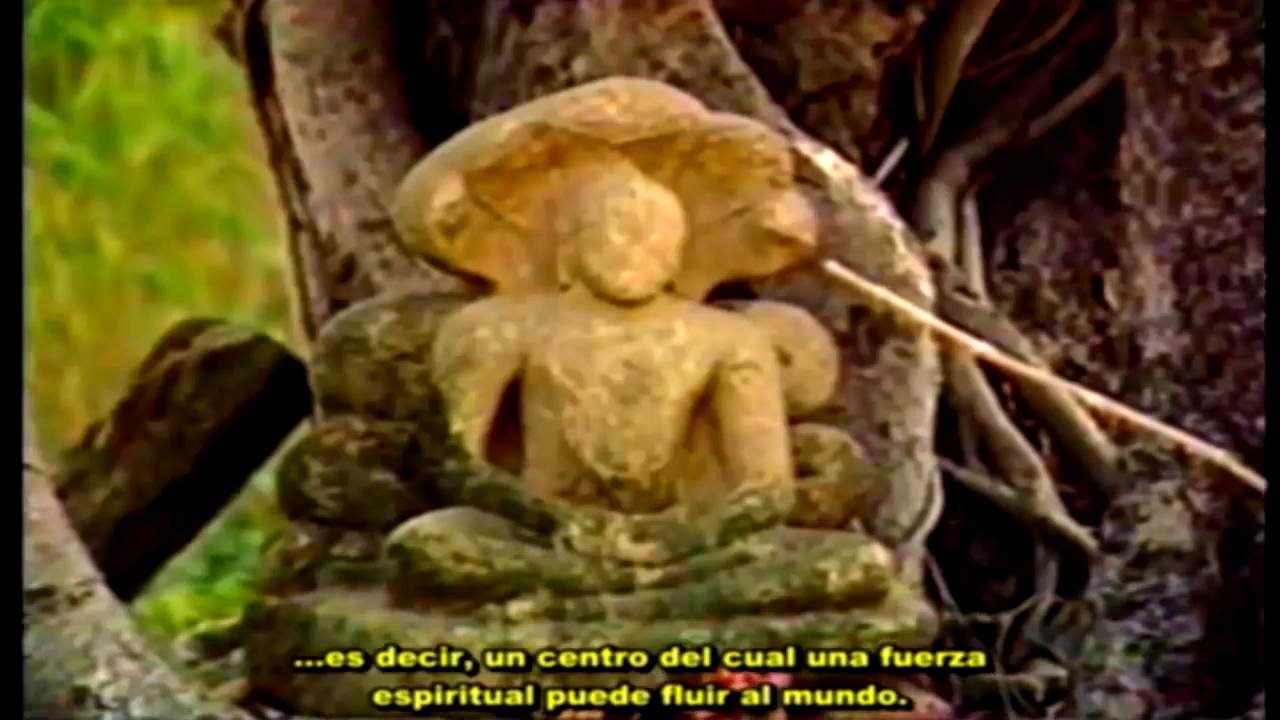 ...es decir, un centro del cual una fuerza
espiritual puede fluir al mundo.